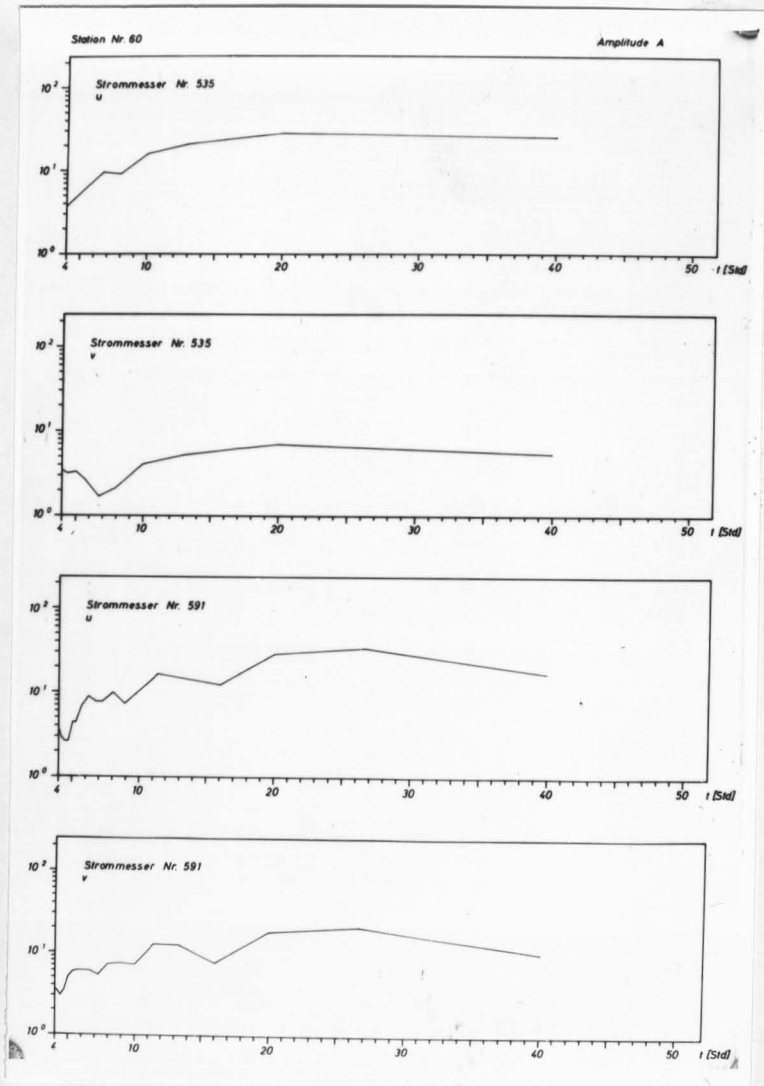 Station Nr. 60 Amplitude A
Strommesser Nr. 535
u
10²
10¹
10⁰
4 10 20 30 40 50 t [Std]
Strommesser Nr. 535
v
10²
10¹
10⁰
4 10 20 30 40 50 t [Std]
Strommesser Nr. 591
u
10²
10¹
10⁰
4 10 20 30 40 50 t [Std]
Strommesser Nr. 591
v
10²
10¹
10⁰
4 10 20 30 40 50 t [Std]